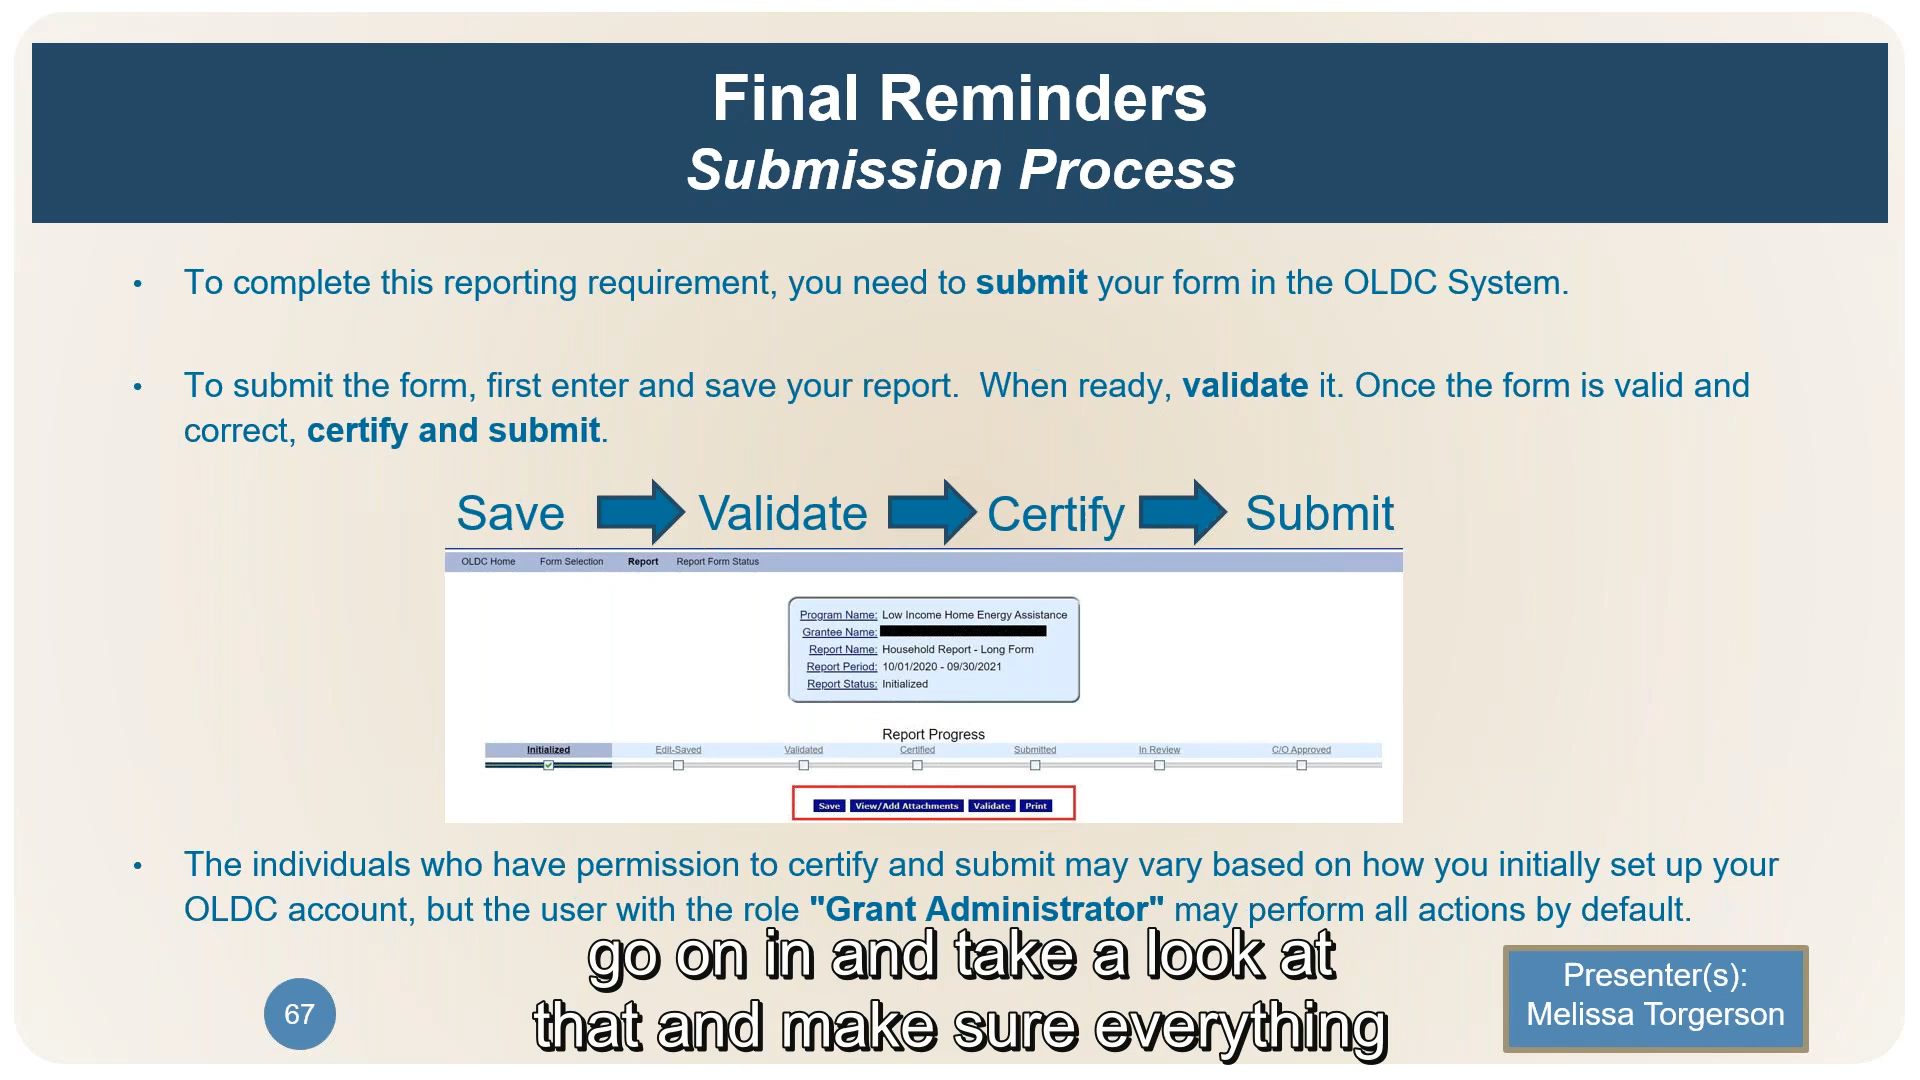 Final Reminders
Submission Process
• To complete this reporting requirement, you need to submit your form in the OLDC System.
• To submit the form, first enter and save your report.  When ready, validate it. Once the form is valid and
correct, certify and submit.
Save Validate Certify Submit
OLDC Home Form Selection Report Report Form Status
Program Name: Low Income Home Energy Assistance
Grantee Name:
Report Name: Household Report - Long Form
Report Period: 10/01/2020 - 09/30/2021
Report Status: Initialized
Report Progress
Initialized Edit-Saved Validated Certified Submitted In Review C/O Approved
Save View/Add Attachments Validate Print
• The individuals who have permission to certify and submit may vary based on how you initially set up your
OLDC account, but the user with the role "Grant Administrator" may perform all actions by default.
go on in and take a look at
that and make sure everything
67
Presenter(s):
Melissa Torgerson